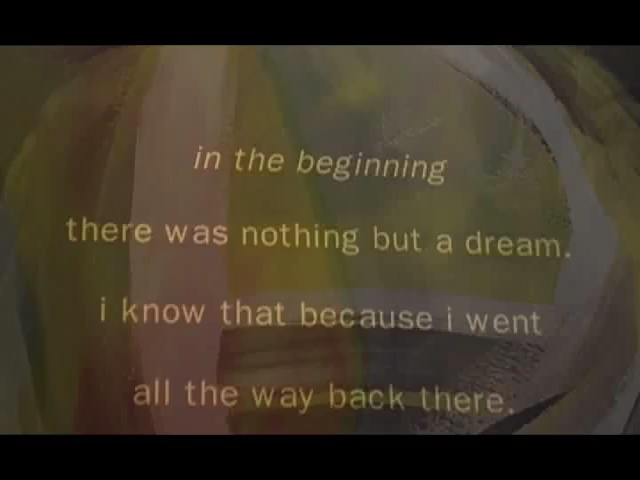 in the beginning
there was nothing but a dream.
i know that because i went
all the way back there.